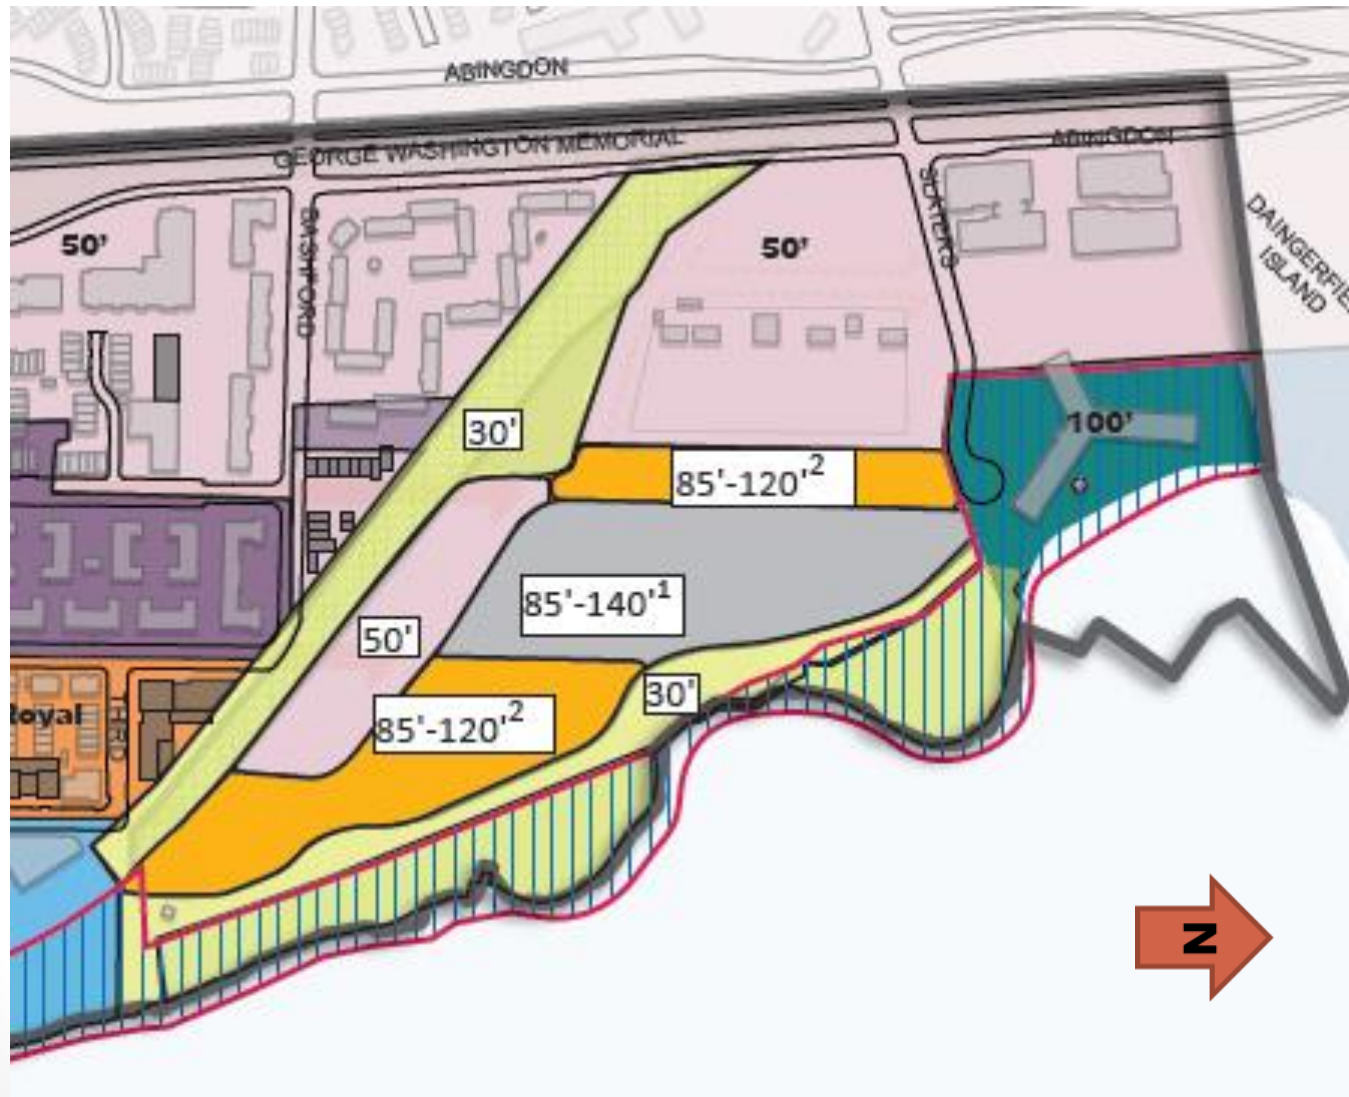 ABINGDON
GEORGE WASHINGTON MEMORIAL
ABINGDON
BASHFORD
SLATERS
DAINGERFIE
ISLAND
50'
50'
30'
100'
85'-120'²
85'-140'¹
50'
30'
85'-120'²
Royal
N